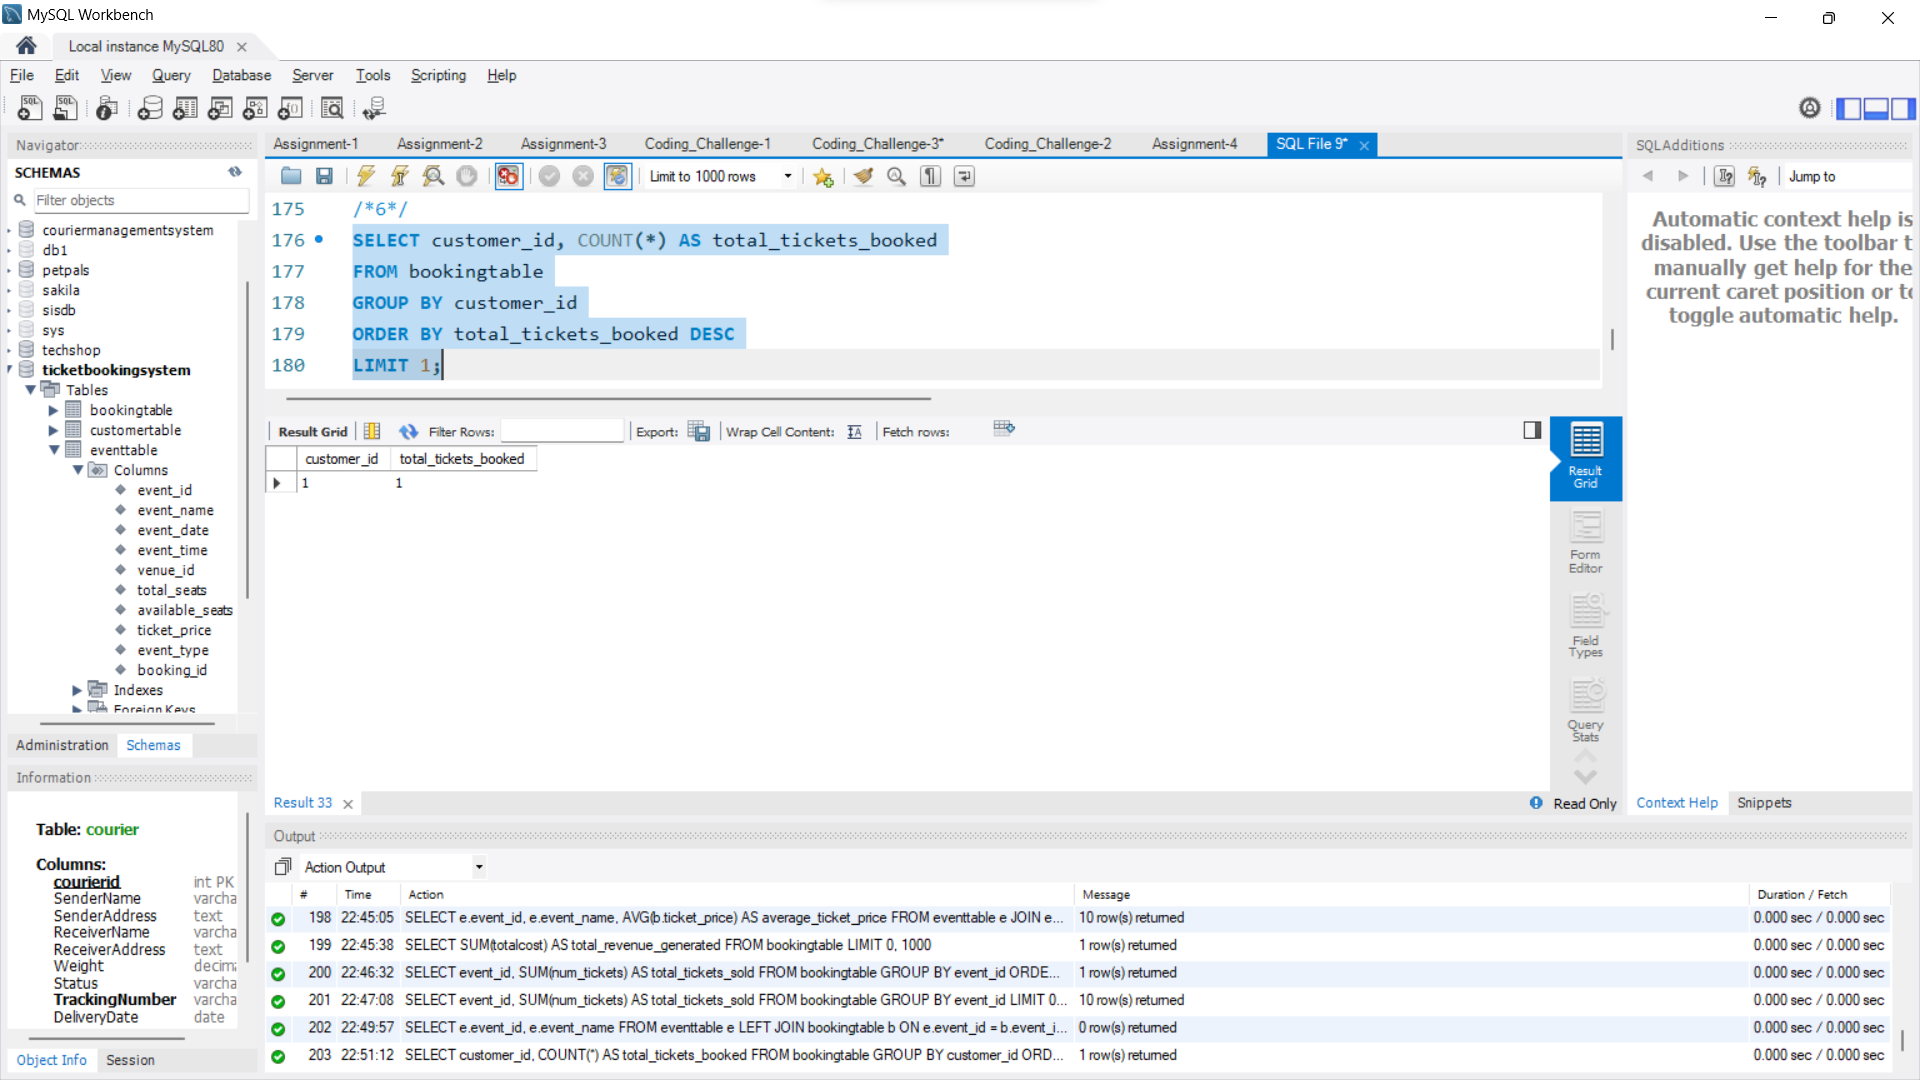 MySQL Workbench
Local instance MySQL80
File Edit View Query Database Server Tools Scripting Help
Navigator
SCHEMAS
Filter objects
couriermanagementsystem
db1
petpals
sakila
sisdb
sys
techshop
ticketbookingsystem
Tables
bookingtable
customertable
eventtable
Columns
event_id
event_name
event_date
event_time
venue_id
total_seats
available_seats
ticket_price
event_type
booking_id
Indexes
Foreign Keys
Administration Schemas
Information
Table: courier
Columns:
courierid int PK
SenderName varcha
SenderAddress text
ReceiverName varcha
ReceiverAddress text
Weight decim
Status varcha
TrackingNumber varcha
DeliveryDate date
Object Info Session
Assignment-1 Assignment-2 Assignment-3 Coding_Challenge-1 Coding_Challenge-3* Coding_Challenge-2 Assignment-4 SQL File 9*
Limit to 1000 rows
175 /*6*/
176 SELECT customer_id, COUNT(*) AS total_tickets_booked
177 FROM bookingtable
178 GROUP BY customer_id
179 ORDER BY total_tickets_booked DESC
180 LIMIT 1;
Result Grid Filter Rows: Export: Wrap Cell Content: Fetch rows:
customer_id total_tickets_booked
1 1
Result Grid
Form Editor
Field Types
Query Stats
Result 33
Read Only
SQLAdditions
Jump to
Automatic context help is
disabled. Use the toolbar t
manually get help for the
current caret position or to
toggle automatic help.
Context Help Snippets
Output
Action Output
# Time Action Message Duration / Fetch
198 22:45:05 SELECT e.event_id, e.event_name, AVG(b.ticket_price) AS average_ticket_price FROM eventtable e JOIN e... 10 row(s) returned 0.000 sec / 0.000 sec
199 22:45:38 SELECT SUM(totalcost) AS total_revenue_generated FROM bookingtable LIMIT 0, 1000 1 row(s) returned 0.000 sec / 0.000 sec
200 22:46:32 SELECT event_id, SUM(num_tickets) AS total_tickets_sold FROM bookingtable GROUP BY event_id ORDE... 1 row(s) returned 0.000 sec / 0.000 sec
201 22:47:08 SELECT event_id, SUM(num_tickets) AS total_tickets_sold FROM bookingtable GROUP BY event_id LIMIT 0... 10 row(s) returned 0.000 sec / 0.000 sec
202 22:49:57 SELECT e.event_id, e.event_name FROM eventtable e LEFT JOIN bookingtable b ON e.event_id = b.event_i... 0 row(s) returned 0.000 sec / 0.000 sec
203 22:51:12 SELECT customer_id, COUNT(*) AS total_tickets_booked FROM bookingtable GROUP BY customer_id ORD... 1 row(s) returned 0.000 sec / 0.000 sec